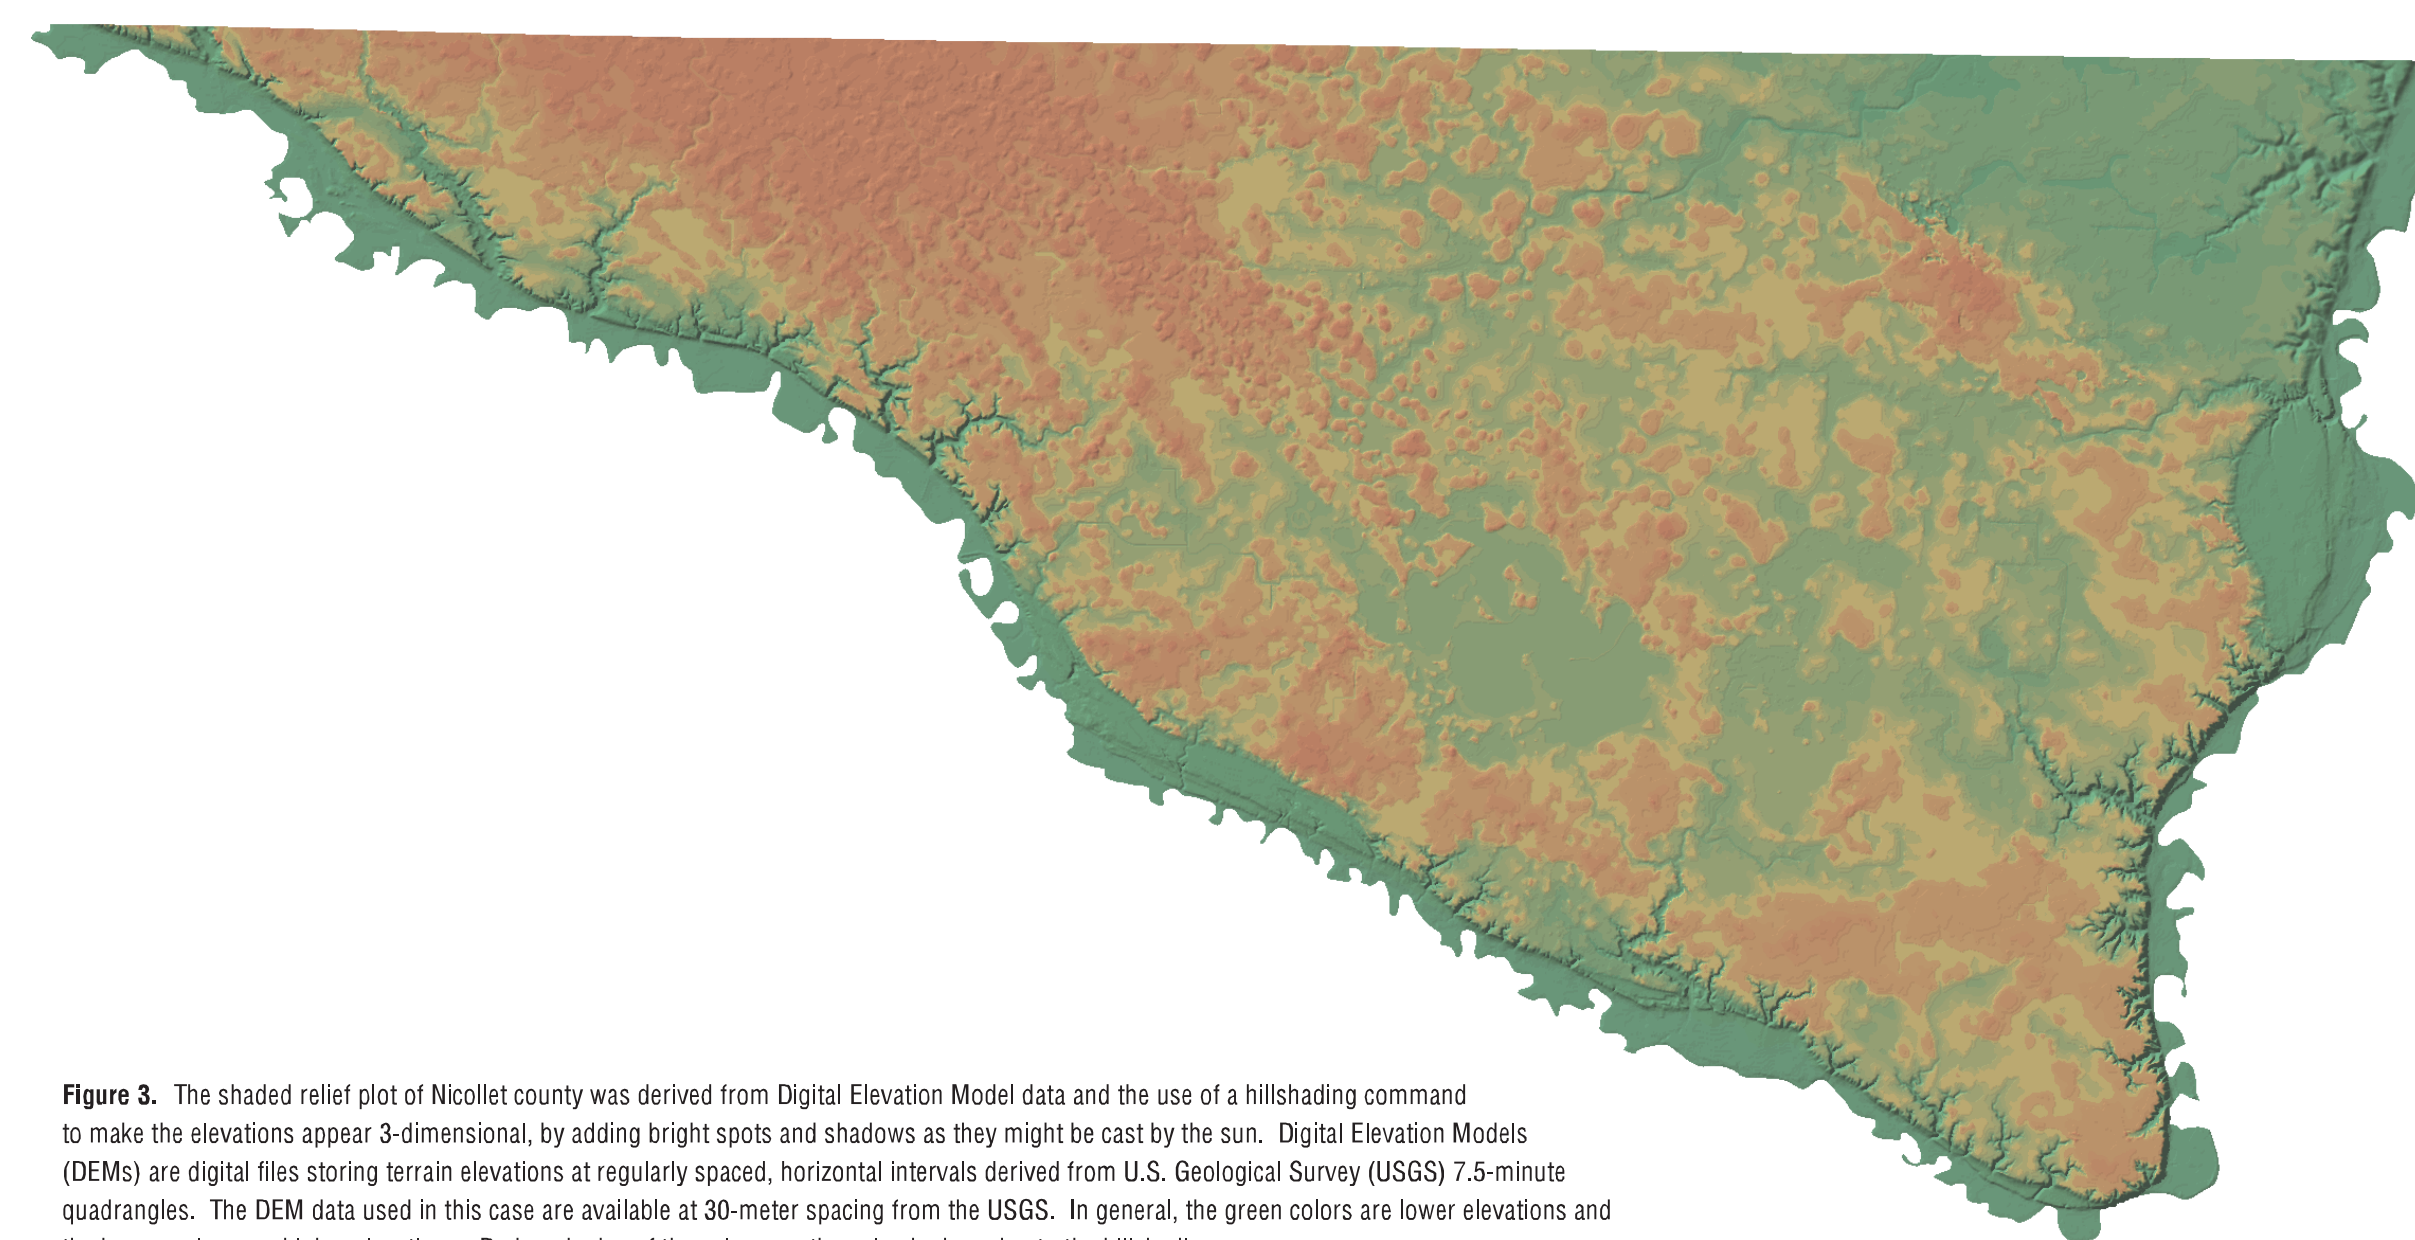 Figure 3. The shaded relief plot of Nicollet county was derived from Digital Elevation Model data and the use of a hillshading command
to make the elevations appear 3-dimensional, by adding bright spots and shadows as they might be cast by the sun. Digital Elevation Models
(DEMs) are digital files storing terrain elevations at regularly spaced, horizontal intervals derived from U.S. Geological Survey (USGS) 7.5-minute
quadrangles. The DEM data used in this case are available at 30-meter spacing from the USGS. In general, the green colors are lower elevations and